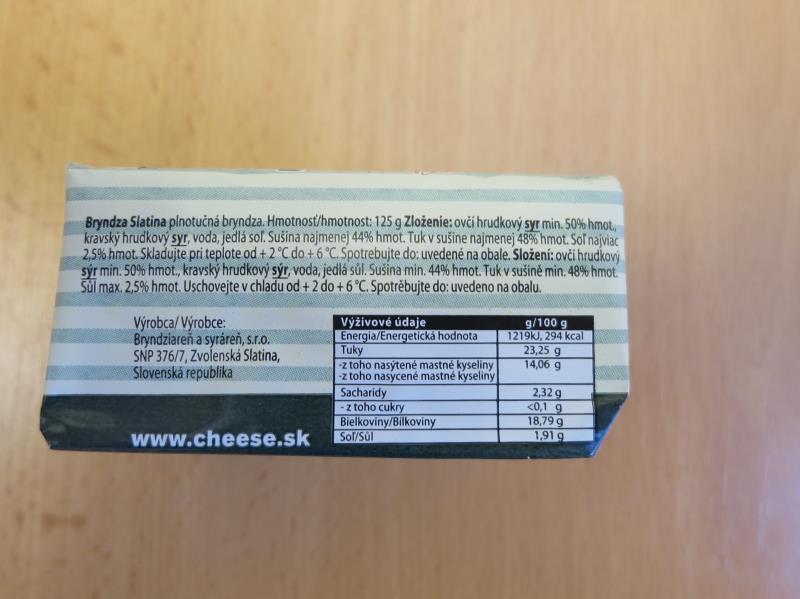 Bryndza Slatina plnotučná bryndza. Hmotnosť/hmotnost: 125 g Zloženie: ovčí hrudkový syr min. 50% hmot.,
kravský hrudkový syr, voda, jedlá soľ. Sušina najmenej 44% hmot. Tuk v sušine najmenej 48% hmot. Soľ najviac
2,5% hmot. Skladujte pri teplote od + 2 °C do + 6 °C. Spotrebujte do: uvedené na obale. Složení: ovčí hrudkový
sýr min. 50% hmot., kravský hrudkový sýr, voda, jedlá sůl. Sušina min. 44% hmot. Tuk v sušině min. 48% hmot.
Sůl max. 2,5% hmot. Uschovejte v chladu od + 2 do + 6 °C. Spotřebujte do: uvedeno na obalu.
Výrobca/ Výrobce:
Bryndziareň a syráreň, s.r.o.
SNP 376/7, Zvolenská Slatina,
Slovenská republika
www.cheese.sk
Výživové údaje g/100 g
Energia/Energetická hodnota 1219kJ, 294 kcal
Tuky 23,25 g
-z toho nasýtené mastné kyseliny 14,06 g
-z toho nasycené mastné kyseliny
Sacharidy 2,32 g
- z toho cukry <0,1 g
Bielkoviny/Bílkoviny 18,79 g
Soľ/Sůl 1,91 g